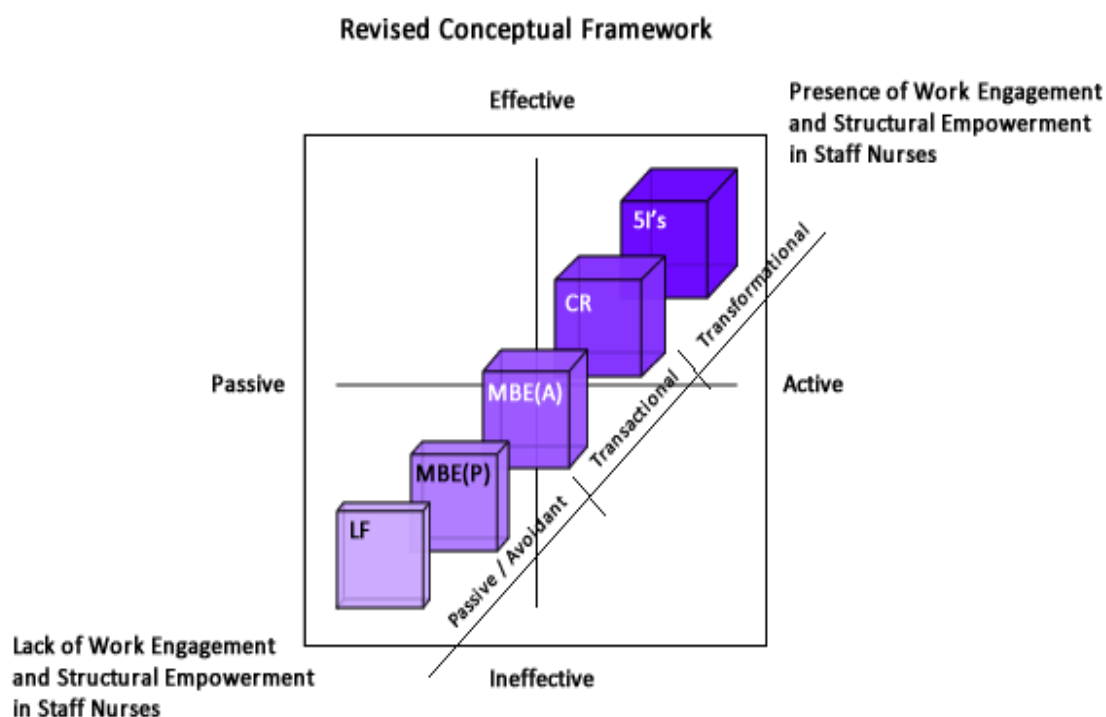 Revised Conceptual Framework
Effective
Presence of Work Engagement
and Structural Empowerment
in Staff Nurses
5I's
CR
Transformational
Passive
MBE(A)
Active
Transactional
MBE(P)
LF
Passive / Avoidant
Lack of Work Engagement
and Structural Empowerment
in Staff Nurses
Ineffective